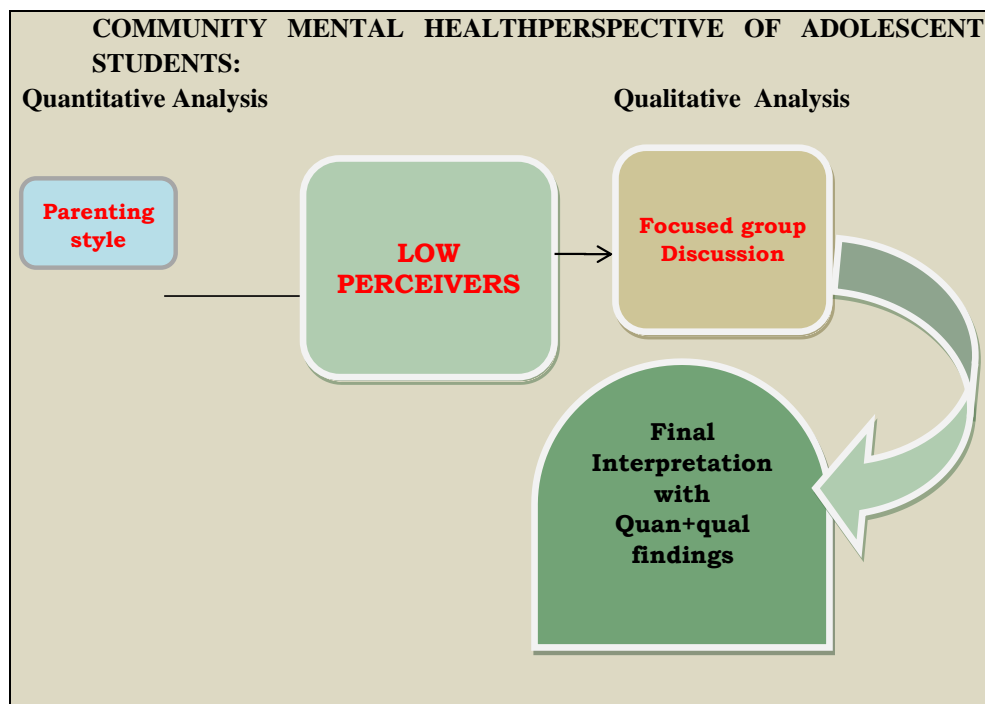 COMMUNITY MENTAL HEALTHPERSPECTIVE OF ADOLESCENT
STUDENTS:
Quantitative Analysis
Qualitative Analysis
Parenting
style
LOW
PERCEIVERS
Focused group
Discussion
Final
Interpretation
with
Quan+qual
findings